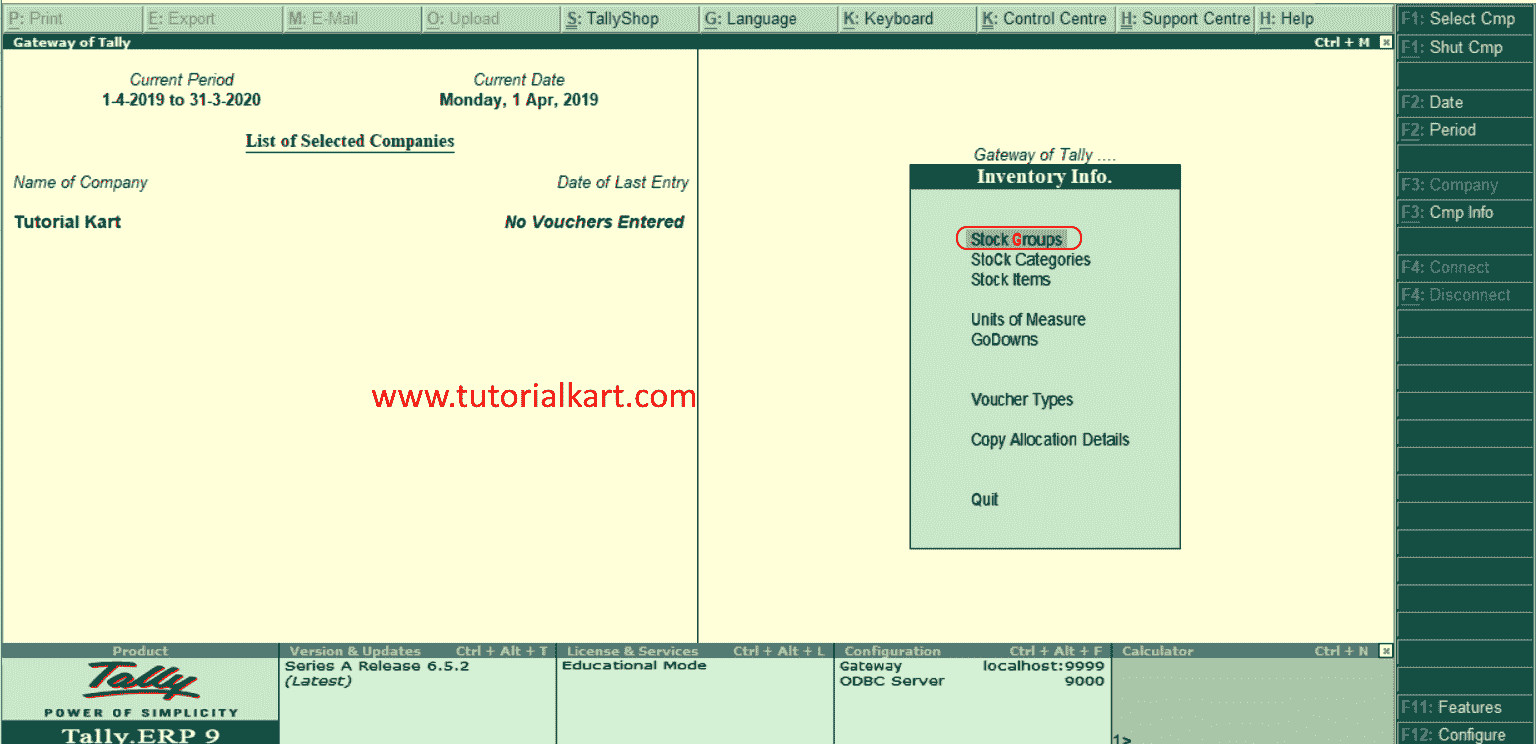 P: Print E: Export M: E-Mail O: Upload S: TallyShop G: Language K: Keyboard K: Control Centre H: Support Centre H: Help
F1: Select Cmp
Gateway of Tally Ctrl + M
F1: Shut Cmp
Current Period Current Date
1-4-2019 to 31-3-2020 Monday, 1 Apr, 2019
F2: Date
F2: Period
List of Selected Companies
Gateway of Tally ....
Inventory Info.
Name of Company Date of Last Entry
F3: Company
F3: Cmp Info
Tutorial Kart No Vouchers Entered
Stock Groups
StoCk Categories
Stock Items
F4: Connect
F4: Disconnect
Units of Measure
GoDowns
www.tutorialkart.com
Voucher Types
Copy Allocation Details
Quit
Product
Tally
POWER OF SIMPLICITY
Tally.ERP 9
Version & Updates Ctrl + Alt + T
Series A Release 6.5.2
(Latest)
License & Services Ctrl + Alt + L
Educational Mode
Configuration Ctrl + Alt + F
Gateway localhost:9999
ODBC Server 9000
Calculator Ctrl + N
1>
F11: Features
F12: Configure